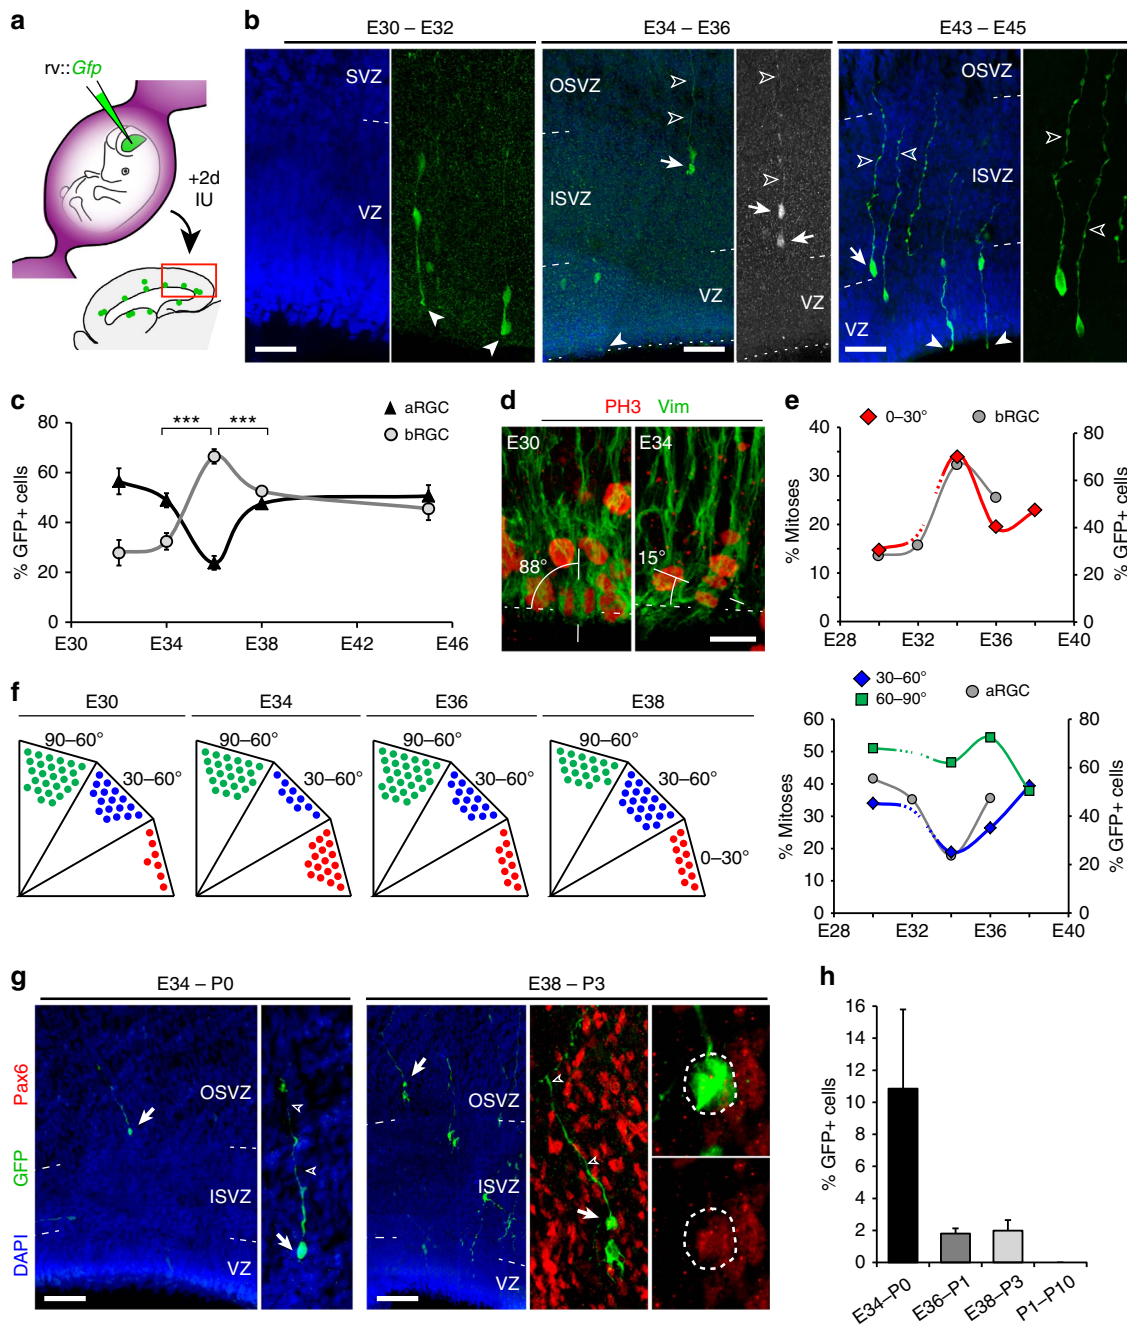 a
rv::Gfp
+2d
IU
b
E30 – E32
E34 – E36
E43 – E45
SVZ
VZ
OSVZ
ISVZ
VZ
VZ
OSVZ
ISVZ
VZ
c
aRGC
bRGC
***
***
% GFP+ cells
80
60
40
20
0
E30
E34
E38
E42
E46
d
PH3 Vim
E30
E34
88°
15°
e
0–30°
bRGC
% Mitoses
40
30
20
10
0
% GFP+ cells
80
60
40
20
0
E28
E32
E36
E40
30–60°
60–90°
aRGC
% Mitoses
60
50
40
30
20
10
0
% GFP+ cells
80
60
40
20
0
E28
E32
E36
E40
f
E30
E34
E36
E38
90–60°
30–60°
90–60°
30–60°
90–60°
30–60°
90–60°
30–60°
0–30°
g
E34 – P0
E38 – P3
DAPI GFP Pax6
OSVZ
ISVZ
VZ
OSVZ
ISVZ
VZ
h
% GFP+ cells
16
14
12
10
8
6
4
2
0
E34–P0
E36–P1
E38–P3
P1–P10